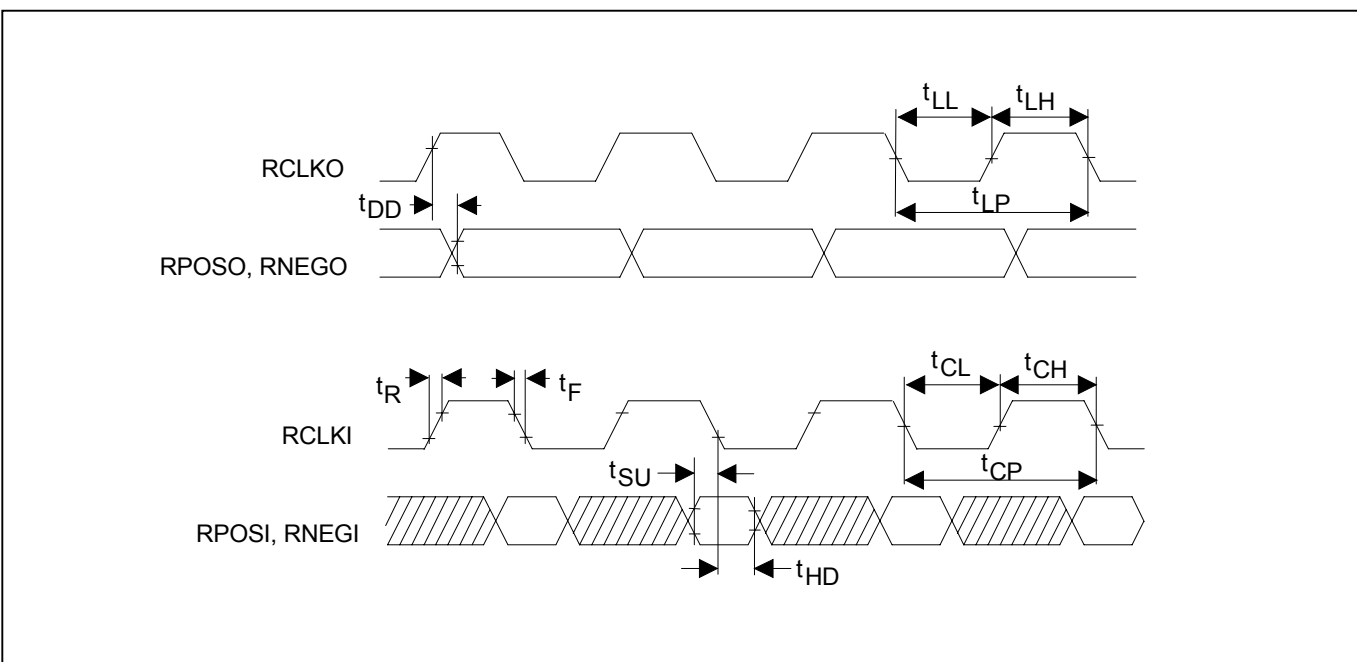 tLL
tLH
RCLKO
tDD
tLP
RPOSO, RNEGO
tR
tF
tCL
tCH
RCLKI
tSU
tCP
RPOSI, RNEGI
tHD